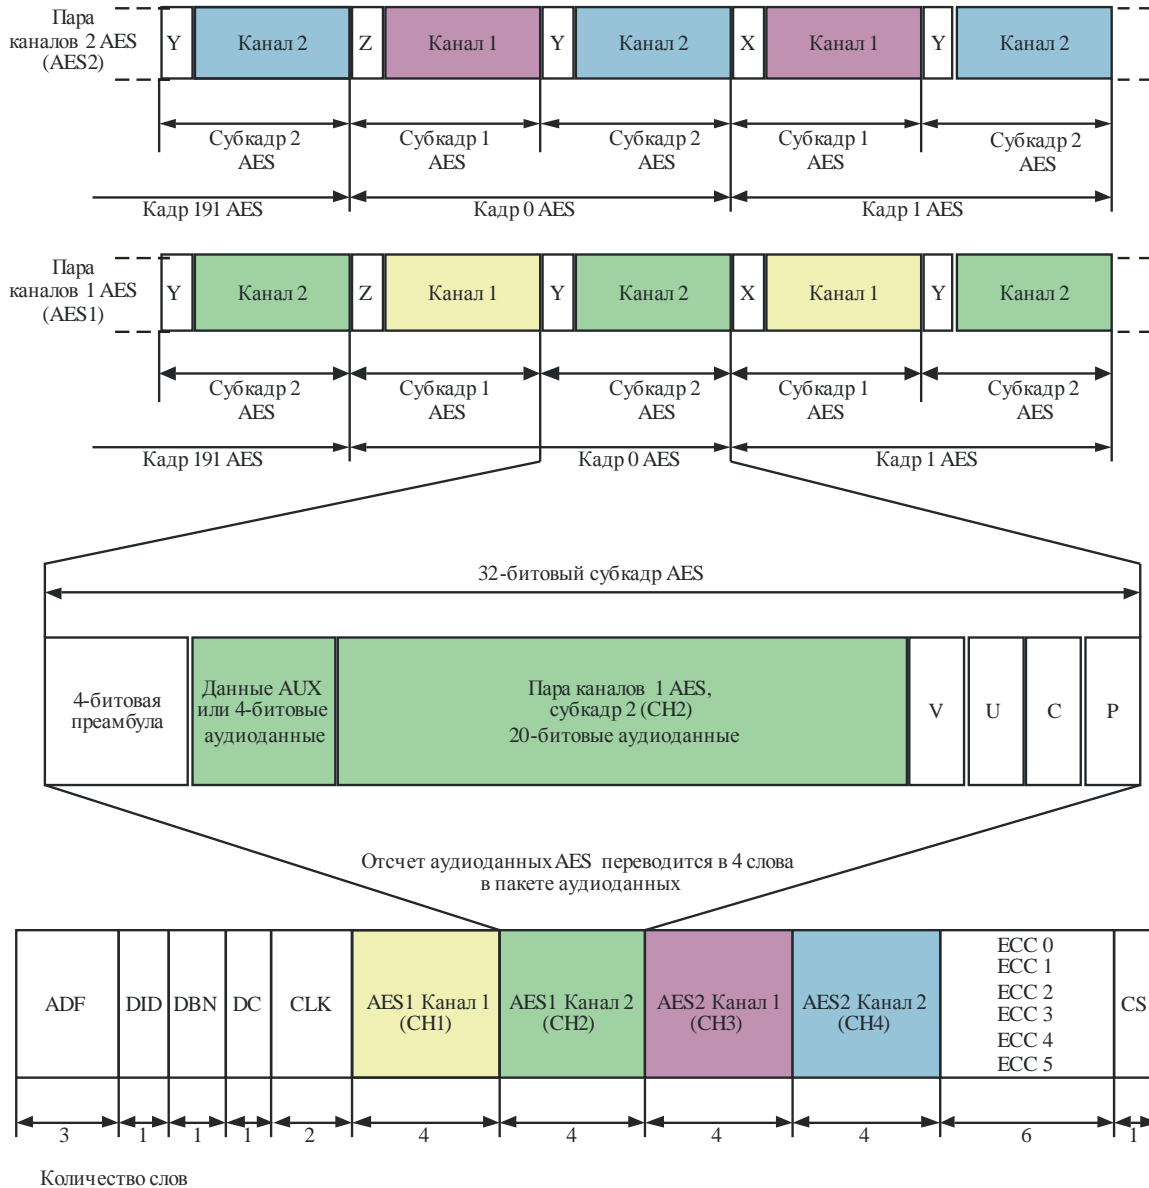 Пара
каналов 2 AES
(AES2)
Y
Канал 2
Z
Канал 1
Y
Канал 2
X
Канал 1
Y
Канал 2
Субкадр 2
AES
Субкадр 1
AES
Субкадр 2
AES
Субкадр 1
AES
Субкадр 2
AES
Кадр 191 AES
Кадр 0 AES
Кадр 1 AES
Пара
каналов 1 AES
(AES1)
Y
Канал 2
Z
Канал 1
Y
Канал 2
X
Канал 1
Y
Канал 2
Субкадр 2
AES
Субкадр 1
AES
Субкадр 2
AES
Субкадр 1
AES
Субкадр 2
AES
Кадр 191 AES
Кадр 0 AES
Кадр 1 AES
32-битовый субкадр AES
4-битовая
преамбула
Данные AUX
или 4-битовые
аудиоданные
Пара каналов 1 AES,
субкадр 2 (CH2)
20-битовые аудиоданные
V
U
C
P
Отсчет аудиоданных AES переводится в 4 слова
в пакете аудиоданных
ADF
DID
DBN
DC
CLK
AES1 Канал 1
(CH1)
AES1 Канал 2
(CH2)
AES2 Канал 1
(CH3)
AES2 Канал 2
(CH4)
ECC 0
ECC 1
ECC 2
ECC 3
ECC 4
ECC 5
CS
3
1
1
1
2
4
4
4
4
6
1
Количество слов